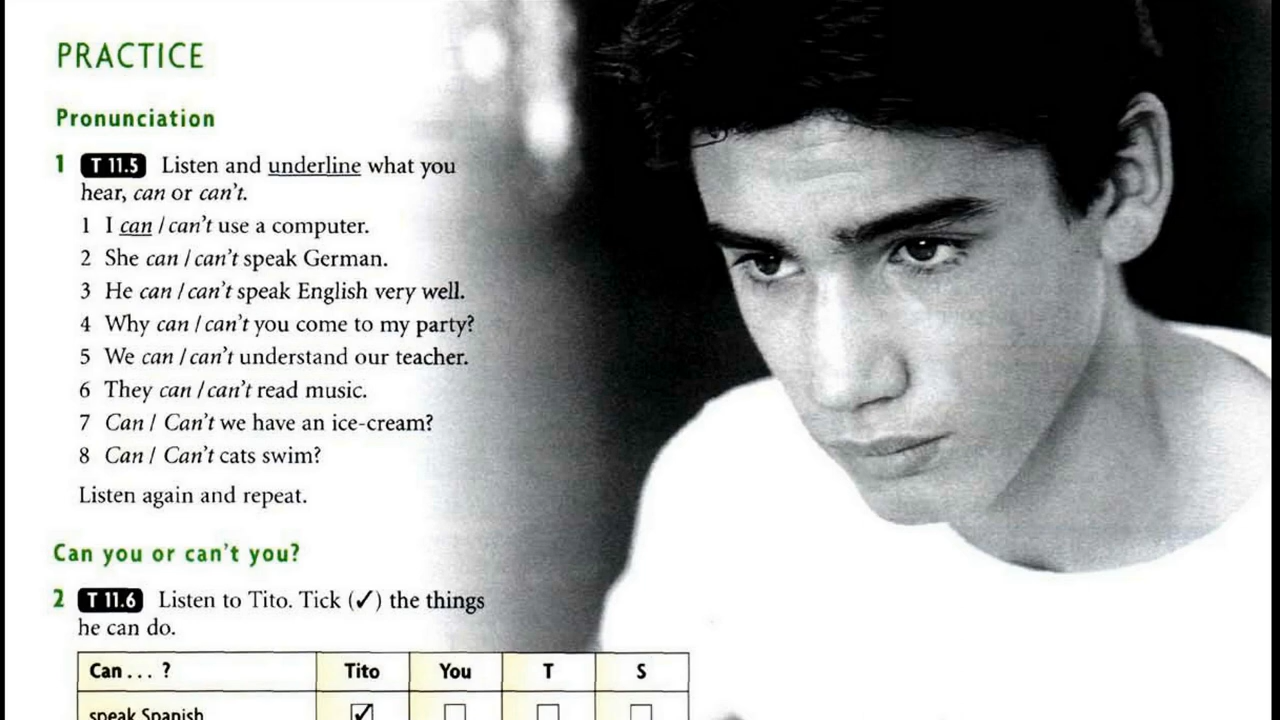 PRACTICE
Pronunciation
1 T 11.5 Listen and underline what you
hear, can or can't.
1 I can / can't use a computer.
2 She can / can't speak German.
3 He can / can't speak English very well.
4 Why can / can't you come to my party?
5 We can / can't understand our teacher.
6 They can / can't read music.
7 Can / Can't we have an ice-cream?
8 Can / Can't cats swim?
Listen again and repeat.
Can you or can't you?
2 T 11.6 Listen to Tito. Tick (✓) the things
he can do.
Can . . . ? Tito You T S
speak Spanish ✓